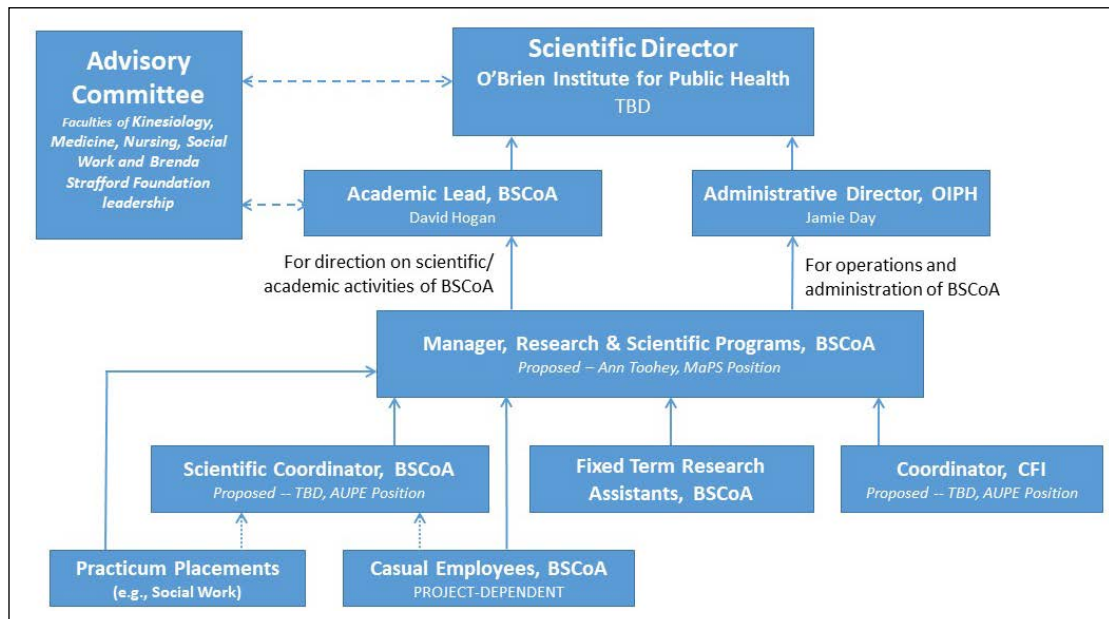 Advisory
Committee
Faculties of Kinesiology,
Medicine, Nursing, Social
Work and Brenda
Strafford Foundation
leadership
Scientific Director
O'Brien Institute for Public Health
TBD
Academic Lead, BSCoA
David Hogan
Administrative Director, OIPH
Jamie Day
For direction on scientific/
academic activities of BSCoA
For operations and
administration of BSCoA
Manager, Research & Scientific Programs, BSCoA
Proposed – Ann Toohey, MaPS Position
Scientific Coordinator, BSCoA
Proposed -- TBD, AUPE Position
Fixed Term Research
Assistants, BSCoA
Coordinator, CFI
Proposed -- TBD, AUPE Position
Practicum Placements
(e.g., Social Work)
Casual Employees, BSCoA
PROJECT-DEPENDENT